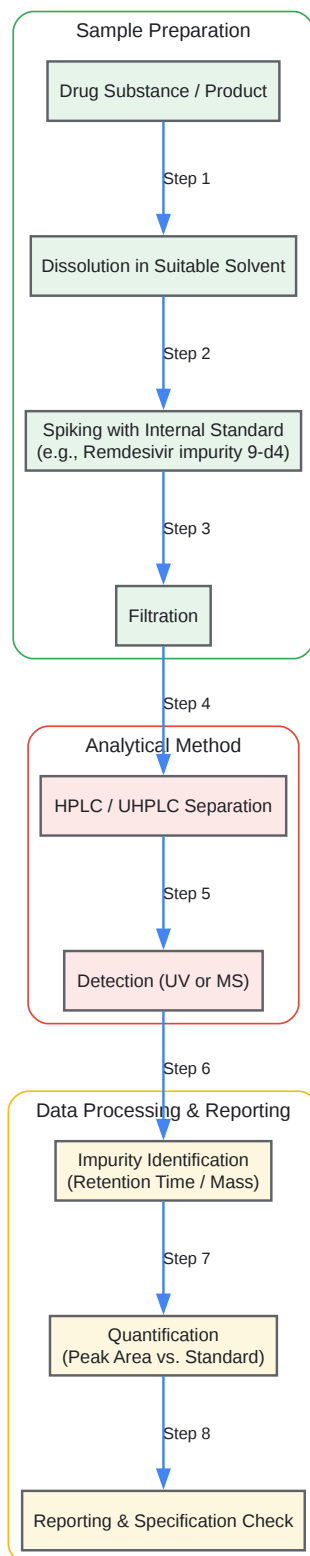 Sample Preparation
Drug Substance / Product
Step 1
Dissolution in Suitable Solvent
Step 2
Spiking with Internal Standard
(e.g., Remdesivir impurity 9-d4)
Step 3
Filtration
Step 4
Analytical Method
HPLC / UHPLC Separation
Step 5
Detection (UV or MS)
Step 6
Data Processing & Reporting
Impurity Identification
(Retention Time / Mass)
Step 7
Quantification
(Peak Area vs. Standard)
Step 8
Reporting & Specification Check